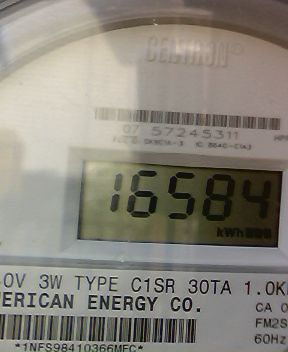 CENTRON®
07 57245311
16584
kWh
0V 3W TYPE C1SR 30TA 1.0K
ERICAN ENERGY CO.
CA 0
FM2S
60Hz
*1NFS98410366MFC*